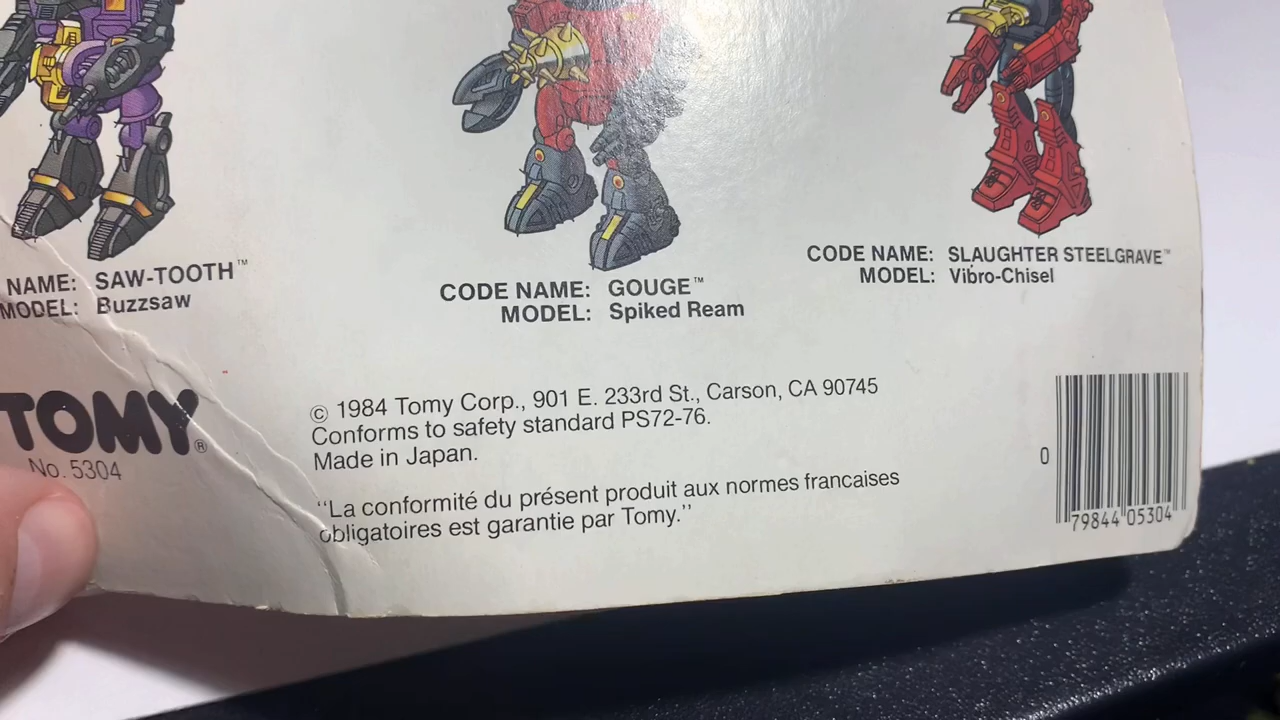 NAME: SAW-TOOTH™
MODEL: Buzzsaw
CODE NAME: GOUGE™
MODEL: Spiked Ream
CODE NAME: SLAUGHTER STEELGRAVE™
MODEL: Vibro-Chisel
TOMY®
No. 5304
© 1984 Tomy Corp., 901 E. 233rd St., Carson, CA 90745
Conforms to safety standard PS72-76.
Made in Japan.
‘‘La conformité du présent produit aux normes francaises
obligatoires est garantie par Tomy.’’
0
79844 05304